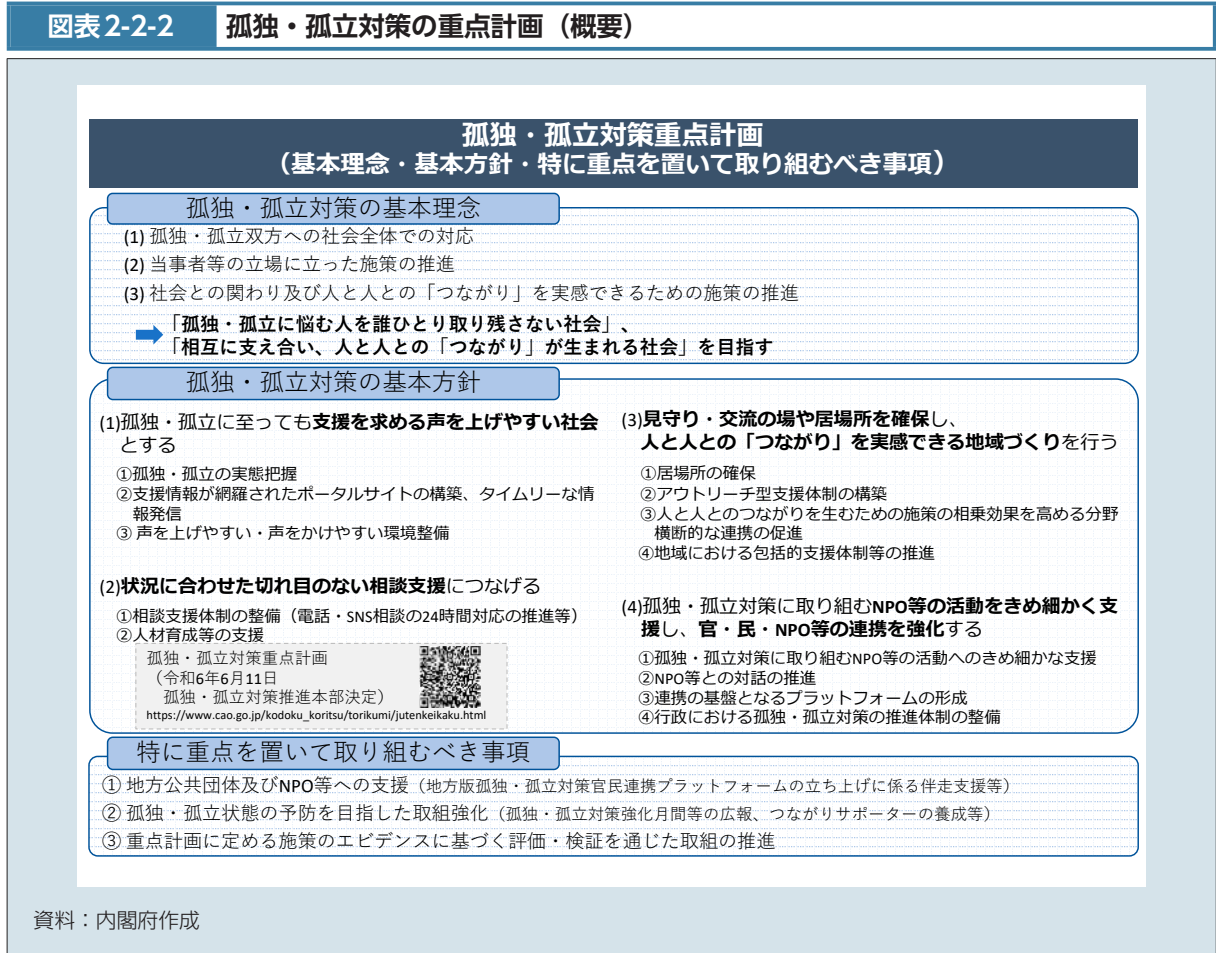 図表2-2-2 孤独・孤立対策の重点計画（概要）
孤独・孤立対策重点計画
（基本理念・基本方針・特に重点を置いて取り組むべき事項）
孤独・孤立対策の基本理念
(1) 孤独・孤立双方への社会全体での対応
(2) 当事者等の立場に立った施策の推進
(3) 社会との関わり及び人と人との「つながり」を実感できるための施策の推進
「孤独・孤立に悩む人を誰ひとり取り残さない社会」、
「相互に支え合い、人と人との「つながり」が生まれる社会」を目指す
孤独・孤立対策の基本方針
(1)孤独・孤立に至っても支援を求める声を上げやすい社会
とする
①孤独・孤立の実態把握
②支援情報が網羅されたポータルサイトの構築、タイムリーな情
報発信
③ 声を上げやすい・声をかけやすい環境整備
(2)状況に合わせた切れ目のない相談支援につなげる
①相談支援体制の整備（電話・SNS相談の24時間対応の推進等）
②人材育成等の支援
孤独・孤立対策重点計画
（令和6年6月11日
孤独・孤立対策推進本部決定）
https://www.cao.go.jp/kodoku_koritsu/torikumi/jutenkeikaku.html
(3)見守り・交流の場や居場所を確保し、
人と人との「つながり」を実感できる地域づくりを行う
①居場所の確保
②アウトリーチ型支援体制の構築
③人と人とのつながりを生むための施策の相乗効果を高める分野
横断的な連携の促進
④地域における包括的支援体制等の推進
(4)孤独・孤立対策に取り組むNPO等の活動をきめ細かく支
援し、官・民・NPO等の連携を強化する
①孤独・孤立対策に取り組むNPO等の活動へのきめ細かな支援
②NPO等との対話の推進
③連携の基盤となるプラットフォームの形成
④行政における孤独・孤立対策の推進体制の整備
特に重点を置いて取り組むべき事項
① 地方公共団体及びNPO等への支援（地方版孤独・孤立対策官民連携プラットフォームの立ち上げに係る伴走支援等）
② 孤独・孤立状態の予防を目指した取組強化（孤独・孤立対策強化月間等の広報、つながりサポーターの養成等）
③ 重点計画に定める施策のエビデンスに基づく評価・検証を通じた取組の推進
資料：内閣府作成